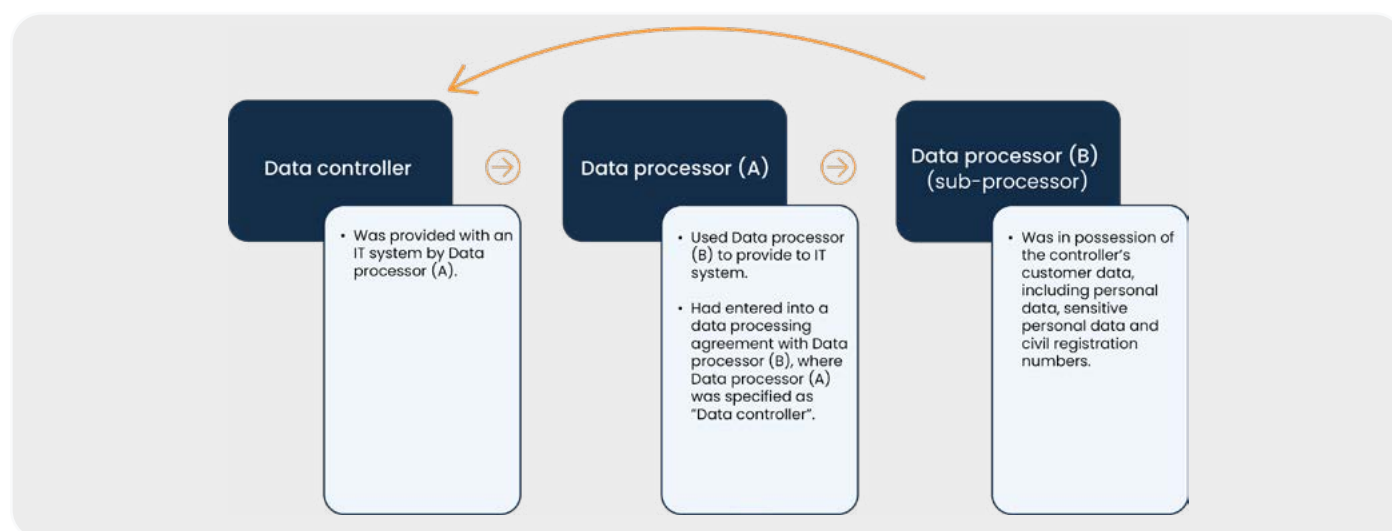 Data controller
• Was provided with an
IT system by Data
processor (A).
Data processor (A)
• Used Data processor
(B) to provide to IT
system.
• Had entered into a
data processing
agreement with Data
processor (B), where
Data processor (A)
was specified as
“Data controller”.
Data processor (B)
(sub-processor)
• Was in possession of
the controller’s
customer data,
including personal
data, sensitive
personal data and
civil registration
numbers.